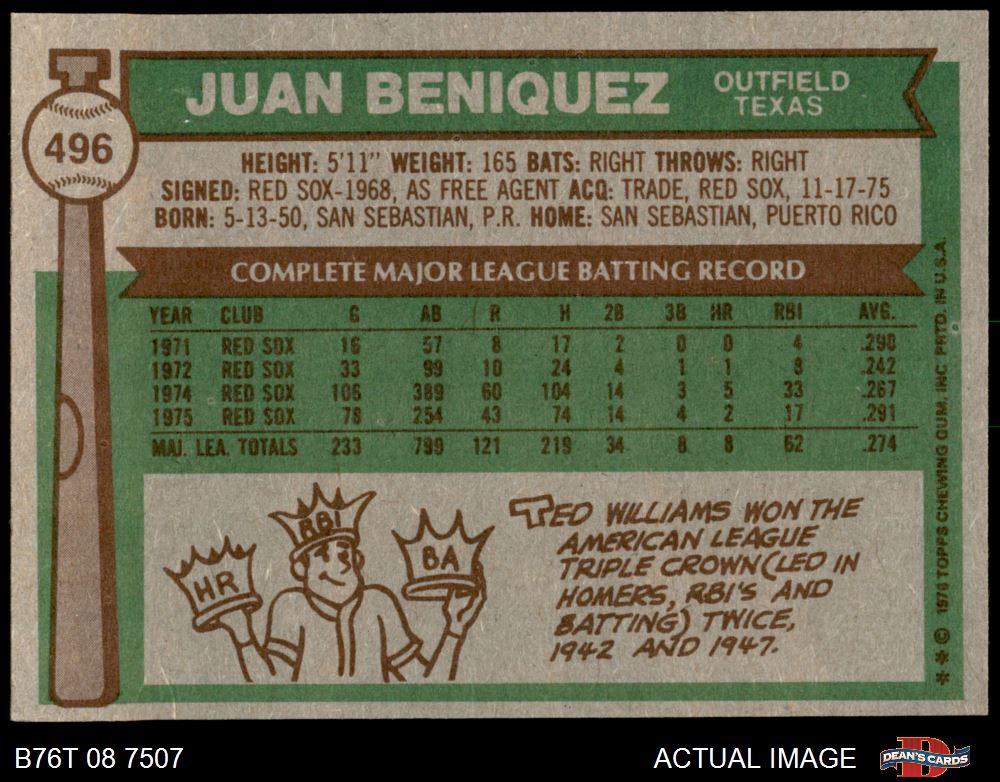 496
JUAN BENIQUEZ
OUTFIELD
TEXAS
HEIGHT: 5'11" WEIGHT: 165 BATS: RIGHT THROWS: RIGHT
SIGNED: RED SOX-1968, AS FREE AGENT ACQ: TRADE, RED SOX, 11-17-75
BORN: 5-13-50, SAN SEBASTIAN, P.R. HOME: SAN SEBASTIAN, PUERTO RICO
COMPLETE MAJOR LEAGUE BATTING RECORD
YEAR CLUB G AB R H 2B 3B HR RBI AVG.
1971 RED SOX 16 57 8 17 2 0 0 4 .298
1972 RED SOX 33 99 10 24 4 1 1 8 .242
1974 RED SOX 106 389 60 104 14 3 5 33 .267
1975 RED SOX 78 254 43 74 14 4 2 17 .291
MAJ. LEA. TOTALS 233 799 121 219 34 8 8 62 .274
HR
RBI
BA
TED WILLIAMS WON THE
AMERICAN LEAGUE
TRIPLE CROWN (LED IN
HOMERS, RBI'S AND
BATTING) TWICE,
1942 AND 1947.
* * © 1976 TOPPS CHEWING GUM, INC PRTD. IN U.S.A.
B76T 08 7507
ACTUAL IMAGE
D
DEAN'S CARDS